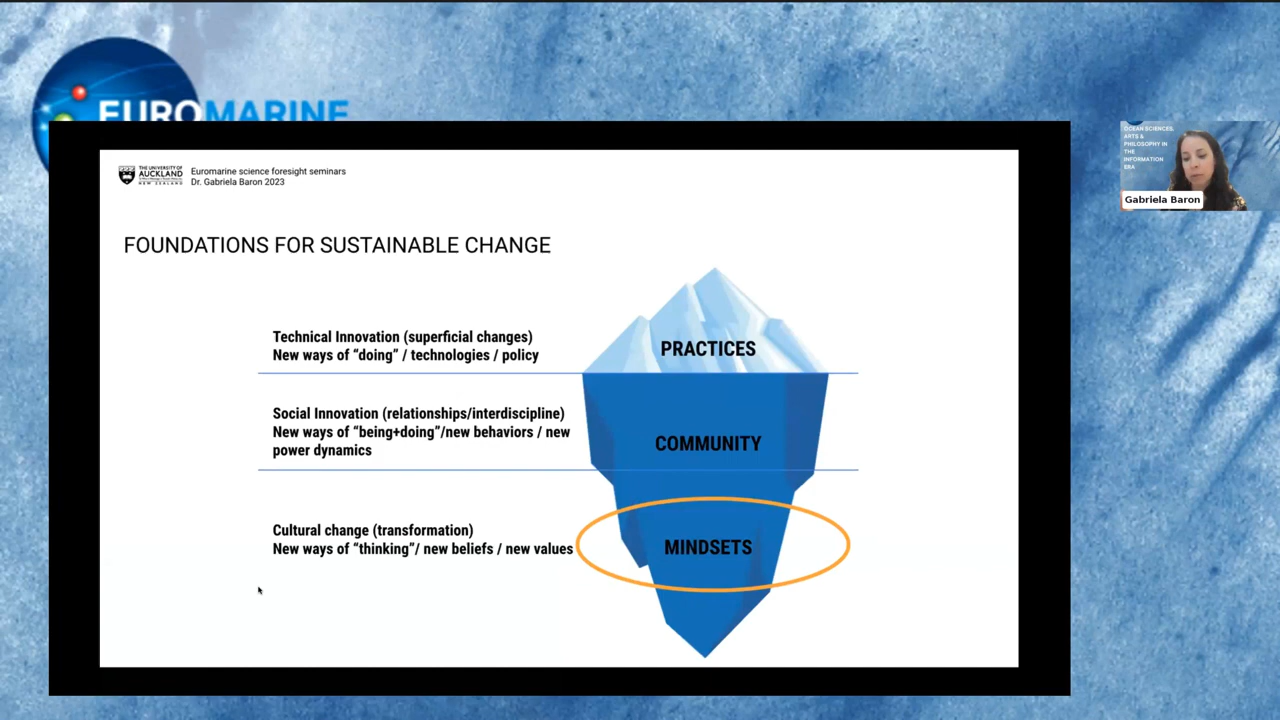 EUROMARINE
THE UNIVERSITY OF
AUCKLAND
NEW ZEALAND
Euromarine science foresight seminars
Dr. Gabriela Baron 2023
FOUNDATIONS FOR SUSTAINABLE CHANGE
Technical Innovation (superficial changes)
New ways of “doing” / technologies / policy
PRACTICES
Social Innovation (relationships/interdiscipline)
New ways of “being+doing”/new behaviors / new
power dynamics
COMMUNITY
Cultural change (transformation)
New ways of “thinking”/ new beliefs / new values
MINDSETS
OCEAN SCIENCES,
ARTS &
PHILOSOPHY IN
THE
INFORMATION
ERA
Gabriela Baron